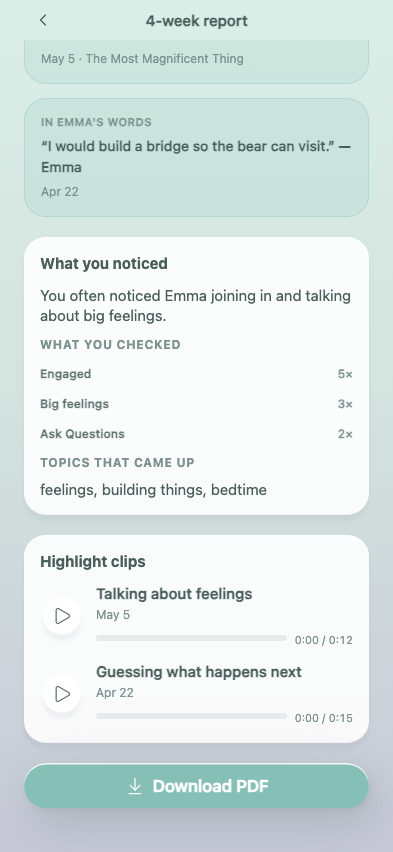 4-week report
May 5 · The Most Magnificent Thing
IN EMMA'S WORDS
“I would build a bridge so the bear can visit.” —
Emma
Apr 22
What you noticed
You often noticed Emma joining in and talking
about big feelings.
WHAT YOU CHECKED
Engaged 5×
Big feelings 3×
Ask Questions 2×
TOPICS THAT CAME UP
feelings, building things, bedtime
Highlight clips
Talking about feelings
May 5
0:00 / 0:12
Guessing what happens next
Apr 22
0:00 / 0:15
Download PDF